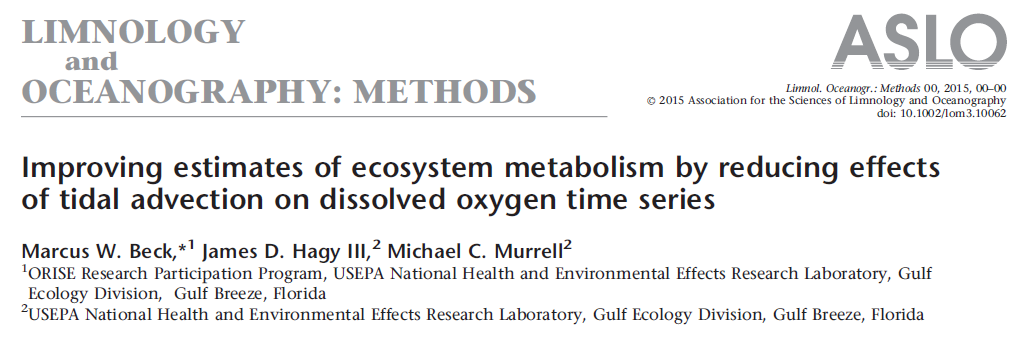 LIMNOLOGY
and
OCEANOGRAPHY: METHODS
ASLO
Limnol. Oceanogr.: Methods 00, 2015, 00–00
© 2015 Association for the Sciences of Limnology and Oceanography
doi: 10.1002/lom3.10062
Improving estimates of ecosystem metabolism by reducing effects
of tidal advection on dissolved oxygen time series
Marcus W. Beck,*1 James D. Hagy III,2 Michael C. Murrell2
1ORISE Research Participation Program, USEPA National Health and Environmental Effects Research Laboratory, Gulf
Ecology Division, Gulf Breeze, Florida
2USEPA National Health and Environmental Effects Research Laboratory, Gulf Ecology Division, Gulf Breeze, Florida